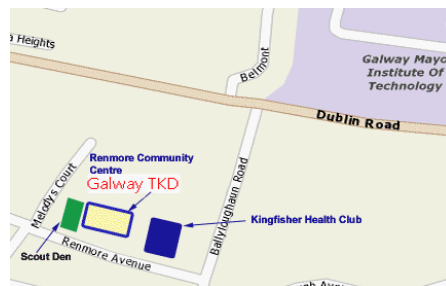 a Heights
Belmont
Galway Mayo
Institute Of
Technology
Dublin Road
Renmore Community
Centre
Galway TKD
Melody's Court
Ballyloughaun Road
Kingfisher Health Club
Scout Den
Renmore Avenue